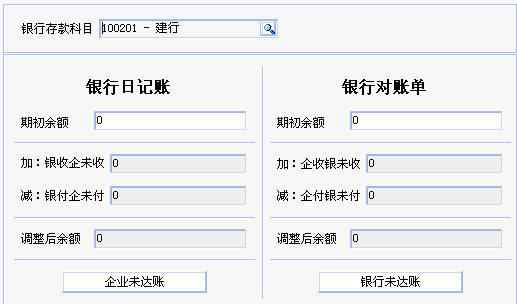 银行存款科目 100201 - 建行
银行日记账
期初余额 0
加：银收企未收 0
减：银付企未付 0
调整后余额 0
企业未达账
银行对账单
期初余额 0
加：企收银未收 0
减：企付银未付 0
调整后余额 0
银行未达账